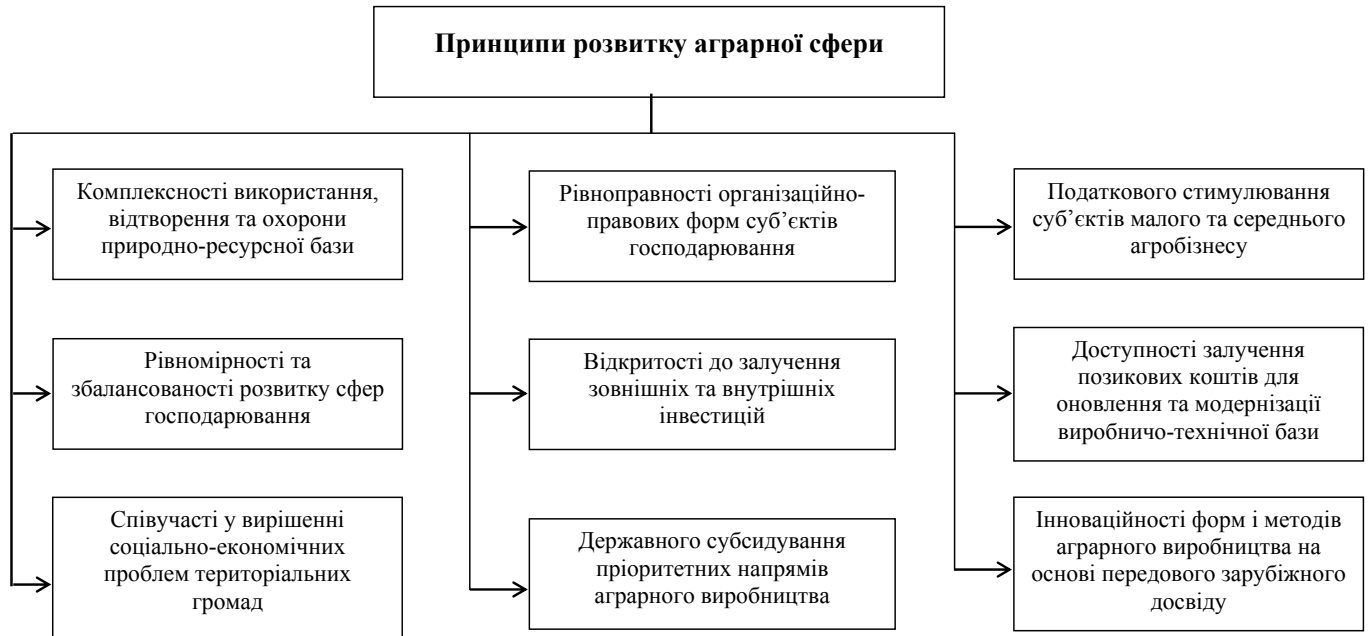 Принципи розвитку аграрної сфери
Комплексності використання,
відтворення та охорони
природно-ресурсної бази
Рівномірності та
збалансованості розвитку сфер
господарювання
Співучасті у вирішенні
соціально-економічних
проблем територіальних
громад
Рівноправності організаційно-
правових форм суб’єктів
господарювання
Відкритості до залучення
зовнішніх та внутрішніх
інвестицій
Державного субсидування
пріоритетних напрямів
аграрного виробництва
Податкового стимулювання
суб’єктів малого та середнього
агробізнесу
Доступності залучення
позикових коштів для
оновлення та модернізації
виробничо-технічної бази
Інноваційності форм і методів
аграрного виробництва на
основі передового зарубіжного
досвіду